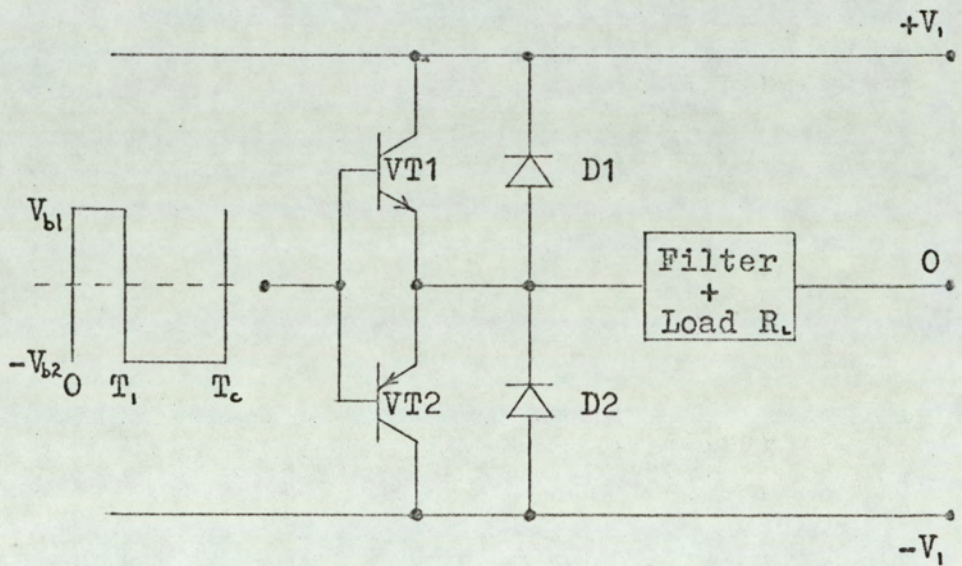 +V₁
VT1
D1
V_b1
Filter
+
Load R_L
0
-V_b2
0
T₁
T_c
VT2
D2
-V₁